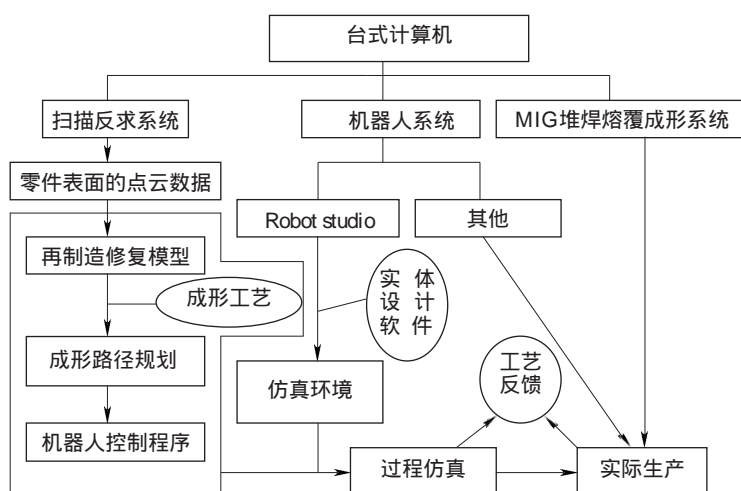 台式计算机
扫描反求系统
机器人系统
MIG堆焊熔覆成形系统
零件表面的点云数据
Robot studio
其他
再制造修复模型
成形工艺
实 体
设 计
软 件
成形路径规划
仿真环境
工艺
反馈
机器人控制程序
过程仿真
实际生产